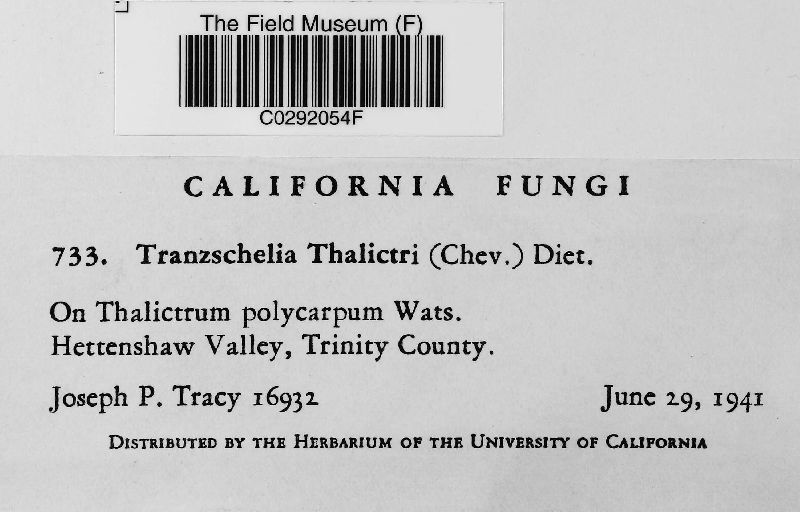 The Field Museum (F)
C0292054F
CALIFORNIA FUNGI
733. Tranzschelia Thalictri (Chev.) Diet.
On Thalictrum polycarpum Wats.
Hettenshaw Valley, Trinity County.
Joseph P. Tracy 16932 June 29, 1941
DISTRIBUTED BY THE HERBARIUM OF THE UNIVERSITY OF CALIFORNIA